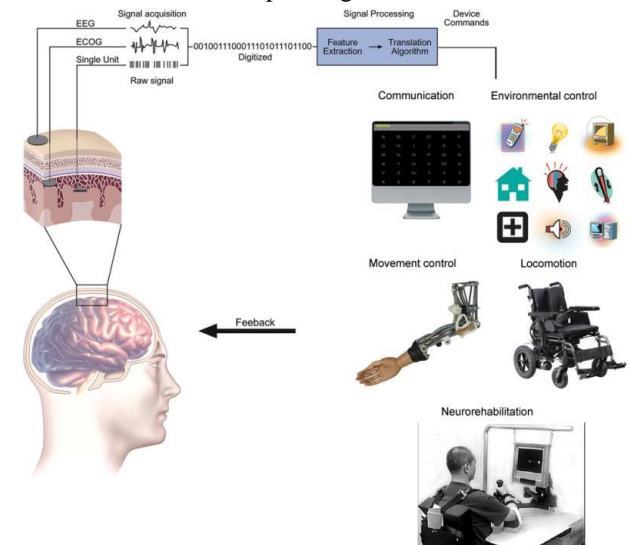 Signal acquisition
EEG
ECOG
Single Unit
Raw signal
00100111000111010111011100
Digitized
Signal Processing
Feature Extraction
Translation Algorithm
Device Commands
Communication
Environmental control
Movement control
Locomotion
Feeback
Neurorehabilitation